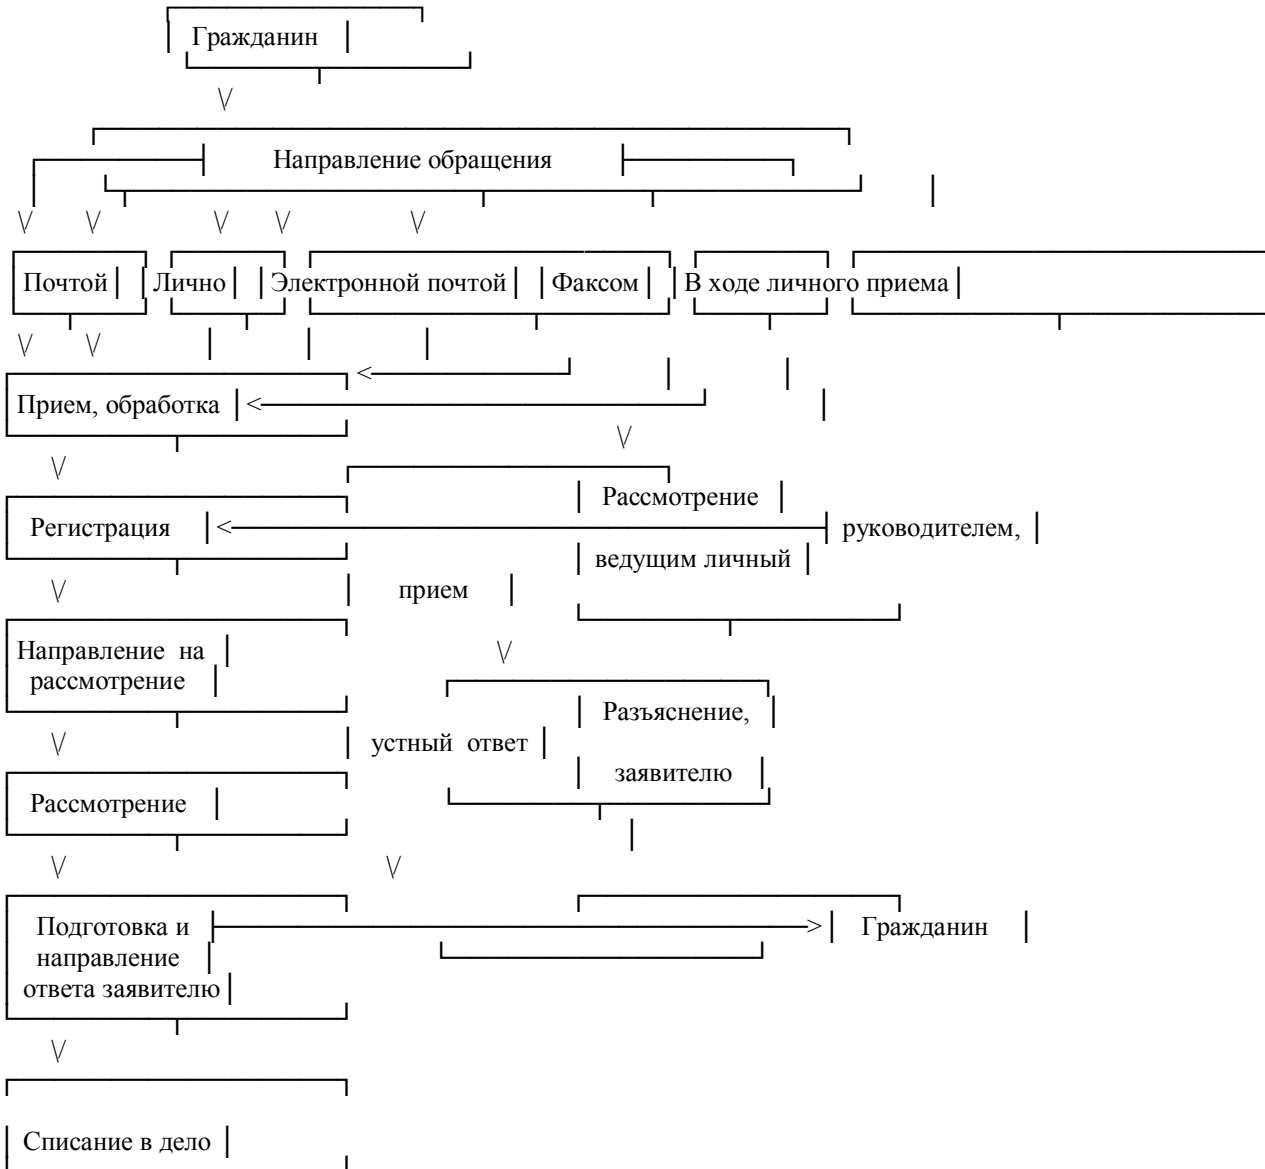 Гражданин
Направление обращения
Почтой Лично Электронной почтой Факсом В ходе личного приема
Прием, обработка
Рассмотрение
Регистрация руководителем,
ведущим личный
прием
Направление на
рассмотрение
Разъяснение,
устный ответ
заявителю
Рассмотрение
Подготовка и Гражданин
направление
ответа заявителю
Списание в дело